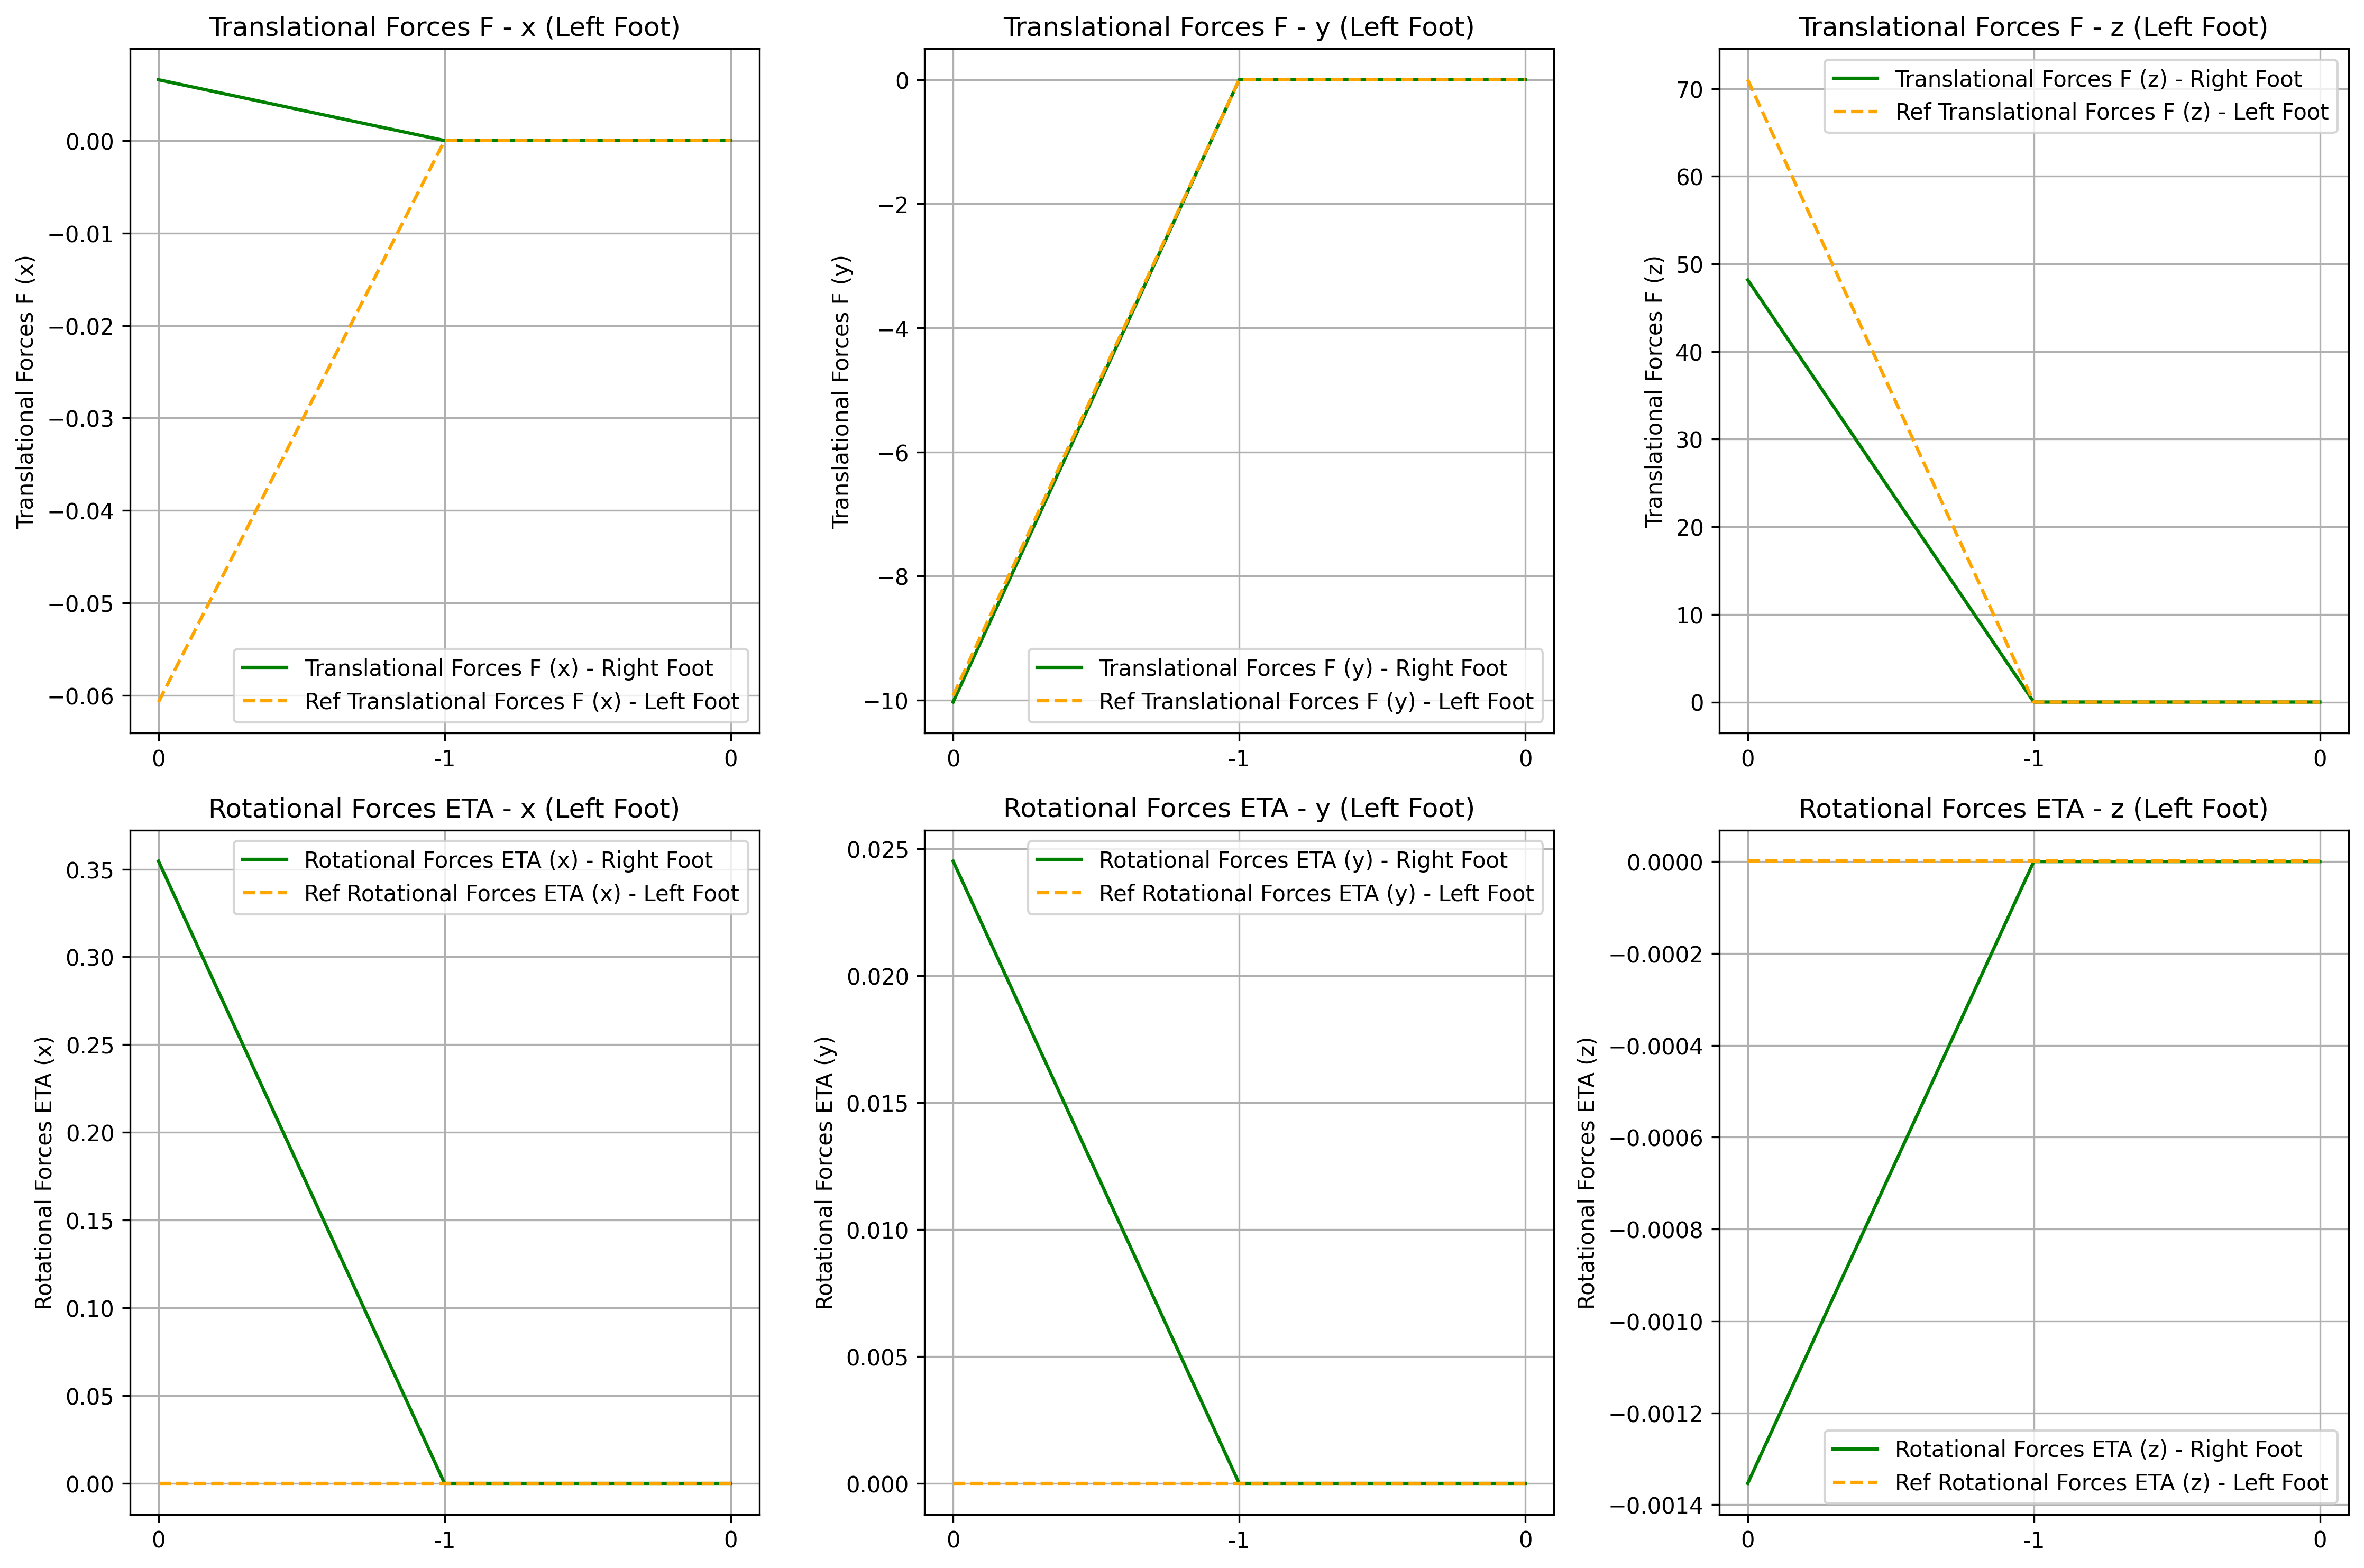 Translational Forces F - x (Left Foot)
Translational Forces F (x)
0.00
−0.01
−0.02
−0.03
−0.04
−0.05
−0.06
Translational Forces F (x) - Right Foot
Ref Translational Forces F (x) - Left Foot
0 -1 0
Translational Forces F - y (Left Foot)
Translational Forces F (y)
0
−2
−4
−6
−8
−10
Translational Forces F (y) - Right Foot
Ref Translational Forces F (y) - Left Foot
0 -1 0
Translational Forces F - z (Left Foot)
Translational Forces F (z)
Translational Forces F (z) - Right Foot
Ref Translational Forces F (z) - Left Foot
70
60
50
40
30
20
10
0
0 -1 0
Rotational Forces ETA - x (Left Foot)
Rotational Forces ETA (x)
Rotational Forces ETA (x) - Right Foot
Ref Rotational Forces ETA (x) - Left Foot
0.35
0.30
0.25
0.20
0.15
0.10
0.05
0.00
0 -1 0
Rotational Forces ETA - y (Left Foot)
Rotational Forces ETA (y)
Rotational Forces ETA (y) - Right Foot
Ref Rotational Forces ETA (y) - Left Foot
0.025
0.020
0.015
0.010
0.005
0.000
0 -1 0
Rotational Forces ETA - z (Left Foot)
Rotational Forces ETA (z)
0.0000
−0.0002
−0.0004
−0.0006
−0.0008
−0.0010
−0.0012
−0.0014
Rotational Forces ETA (z) - Right Foot
Ref Rotational Forces ETA (z) - Left Foot
0 -1 0